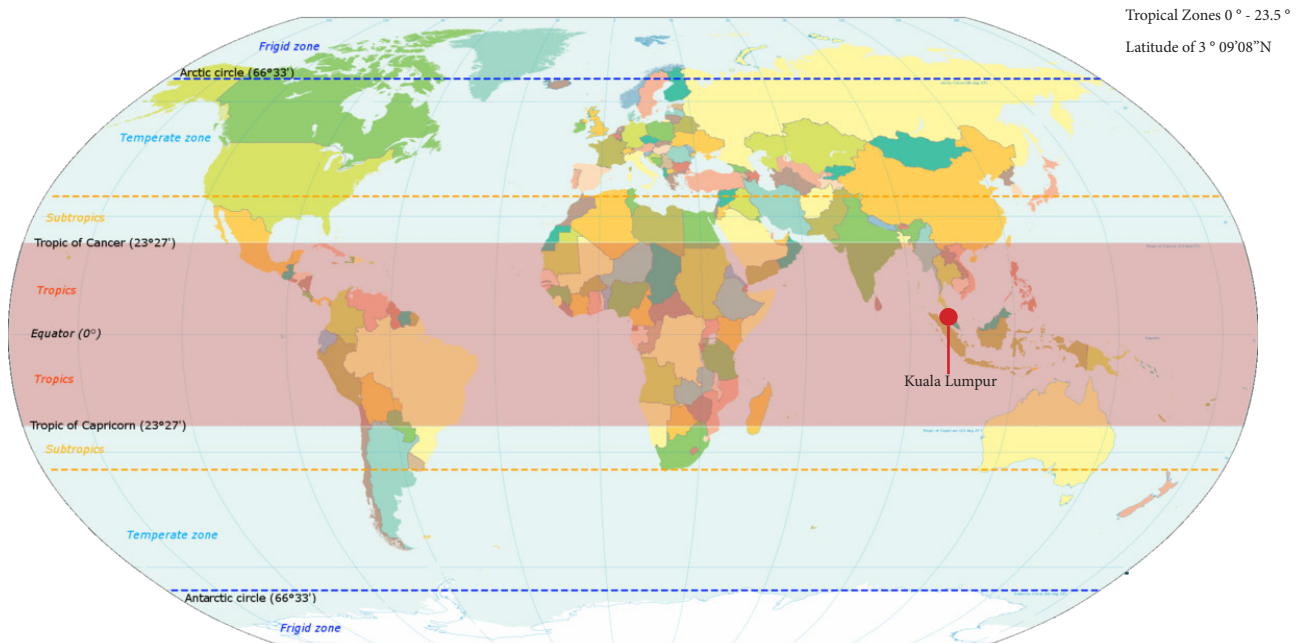 Tropical Zones 0 ° - 23.5 °
Latitude of 3 ° 09’08”N
Frigid zone
Arctic circle (66°33')
Temperate zone
Subtropics
Tropic of Cancer (23°27')
Tropics
Equator (0°)
Kuala Lumpur
Tropics
Tropic of Capricorn (23°27')
Subtropics
Temperate zone
Antarctic circle (66°33')
Frigid zone